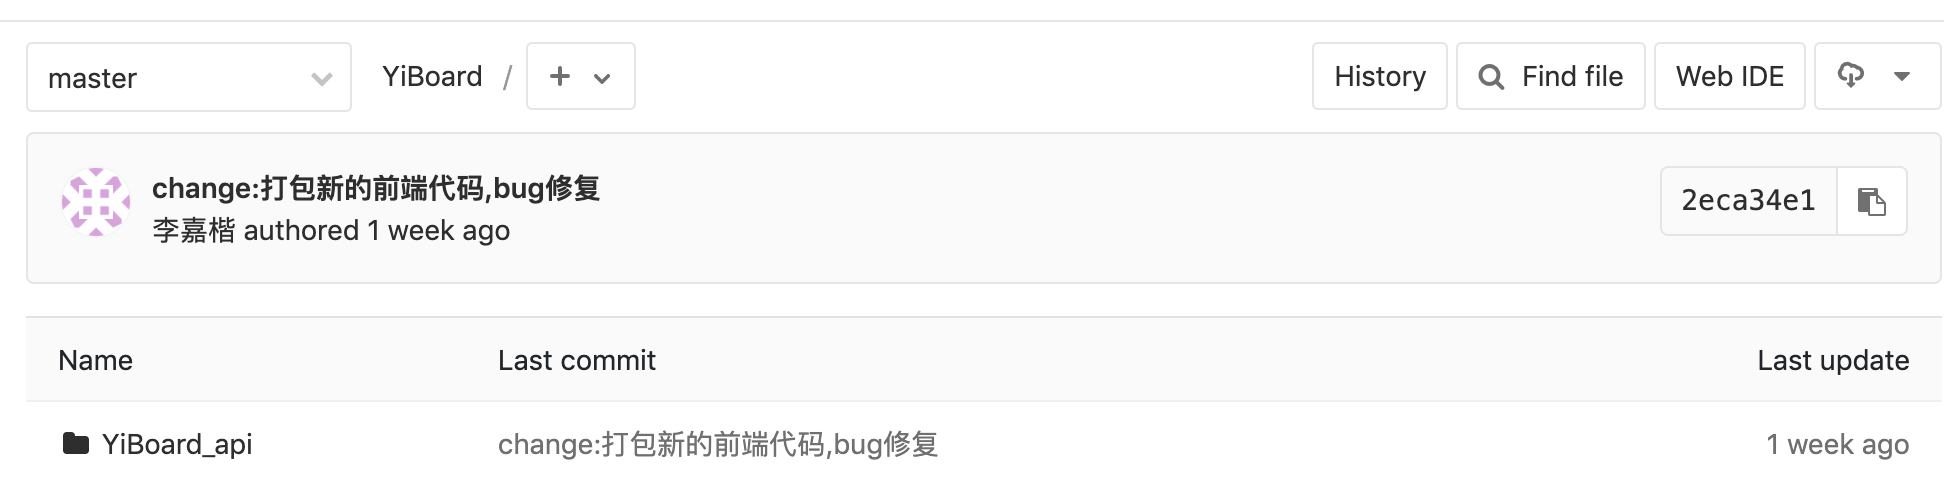 master YiBoard / + History Find file Web IDE
change:打包新的前端代码,bug修复
李嘉楷 authored 1 week ago
2eca34e1
Name Last commit Last update
YiBoard_api change:打包新的前端代码,bug修复 1 week ago